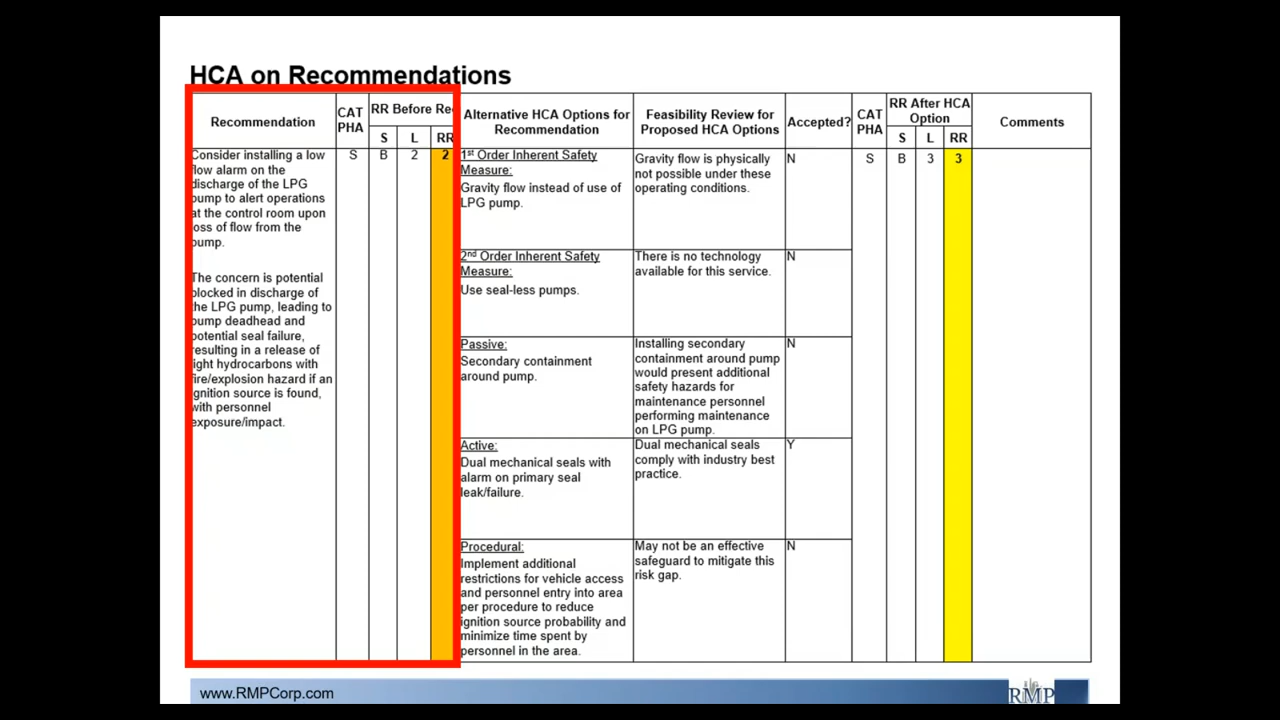 HCA on Recommendations
Recommendation
CAT
PHA
RR Before Rec
S
L
RR
Alternative HCA Options for
Recommendation
Feasibility Review for
Proposed HCA Options
Accepted?
CAT
PHA
RR After HCA
Option
S
L
RR
Comments
Consider installing a low
flow alarm on the
discharge of the LPG
pump to alert operations
at the control room upon
loss of flow from the
pump.
The concern is potential
blocked in discharge of
the LPG pump, leading to
pump deadhead and
potential seal failure,
resulting in a release of
light hydrocarbons with
fire/explosion hazard if an
ignition source is found,
with personnel
exposure/impact.
S
B
2
2
1st Order Inherent Safety
Measure:
Gravity flow instead of use of
LPG pump.
Gravity flow is physically
not possible under these
operating conditions.
N
S
B
3
3
2nd Order Inherent Safety
Measure:
Use seal-less pumps.
There is no technology
available for this service.
N
Passive:
Secondary containment
around pump.
Installing secondary
containment around pump
would present additional
safety hazards for
maintenance personnel
performing maintenance
on LPG pump.
N
Active:
Dual mechanical seals with
alarm on primary seal
leak/failure.
Dual mechanical seals
comply with industry best
practice.
Y
Procedural:
Implement additional
restrictions for vehicle access
and personnel entry into area
per procedure to reduce
ignition source probability and
minimize time spent by
personnel in the area.
May not be an effective
safeguard to mitigate this
risk gap.
N
www.RMPCorp.com
RMP